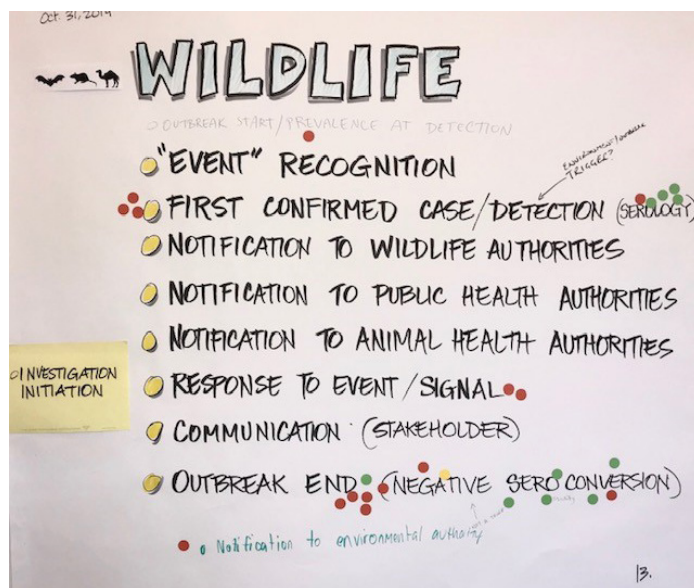 Oct. 31, 2019
WILDLIFE
OUTBREAK START/PREVALENCE AT DETECTION
ENVIRONMENT/OUTBREAK
TRIGGER?
"EVENT" RECOGNITION
FIRST CONFIRMED CASE/DETECTION (SEROLOGY)
NOTIFICATION TO WILDLIFE AUTHORITIES
NOTIFICATION TO PUBLIC HEALTH AUTHORITIES
NOTIFICATION TO ANIMAL HEALTH AUTHORITIES
INVESTIGATION
INITIATION
RESPONSE TO EVENT/SIGNAL
COMMUNICATION (STAKEHOLDER)
OUTBREAK END (NEGATIVE SERO CONVERSION)
Notification to environmental authority
13.